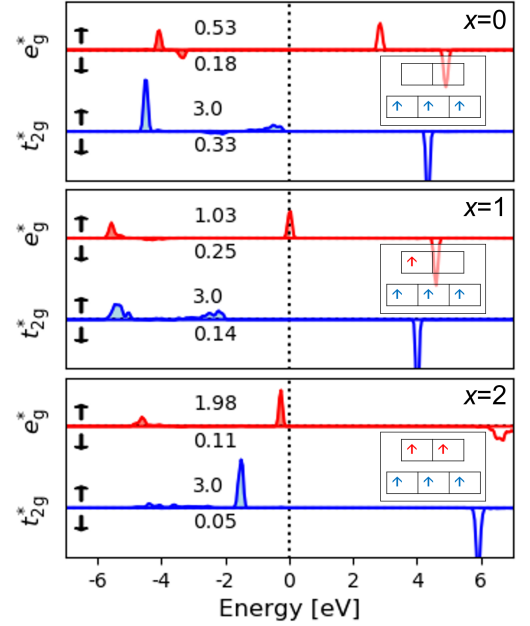 x=0
e*g ↑ 0.53
↓ 0.18
t*2g ↑ 3.0
↓ 0.33
↑ ↑ ↑
x=1
e*g ↑ 1.03
↓ 0.25
t*2g ↑ 3.0
↓ 0.14
↑
↑ ↑ ↑
x=2
e*g ↑ 1.98
↓ 0.11
t*2g ↑ 3.0
↓ 0.05
↑ ↑
↑ ↑ ↑
-6 -4 -2 0 2 4 6
Energy [eV]